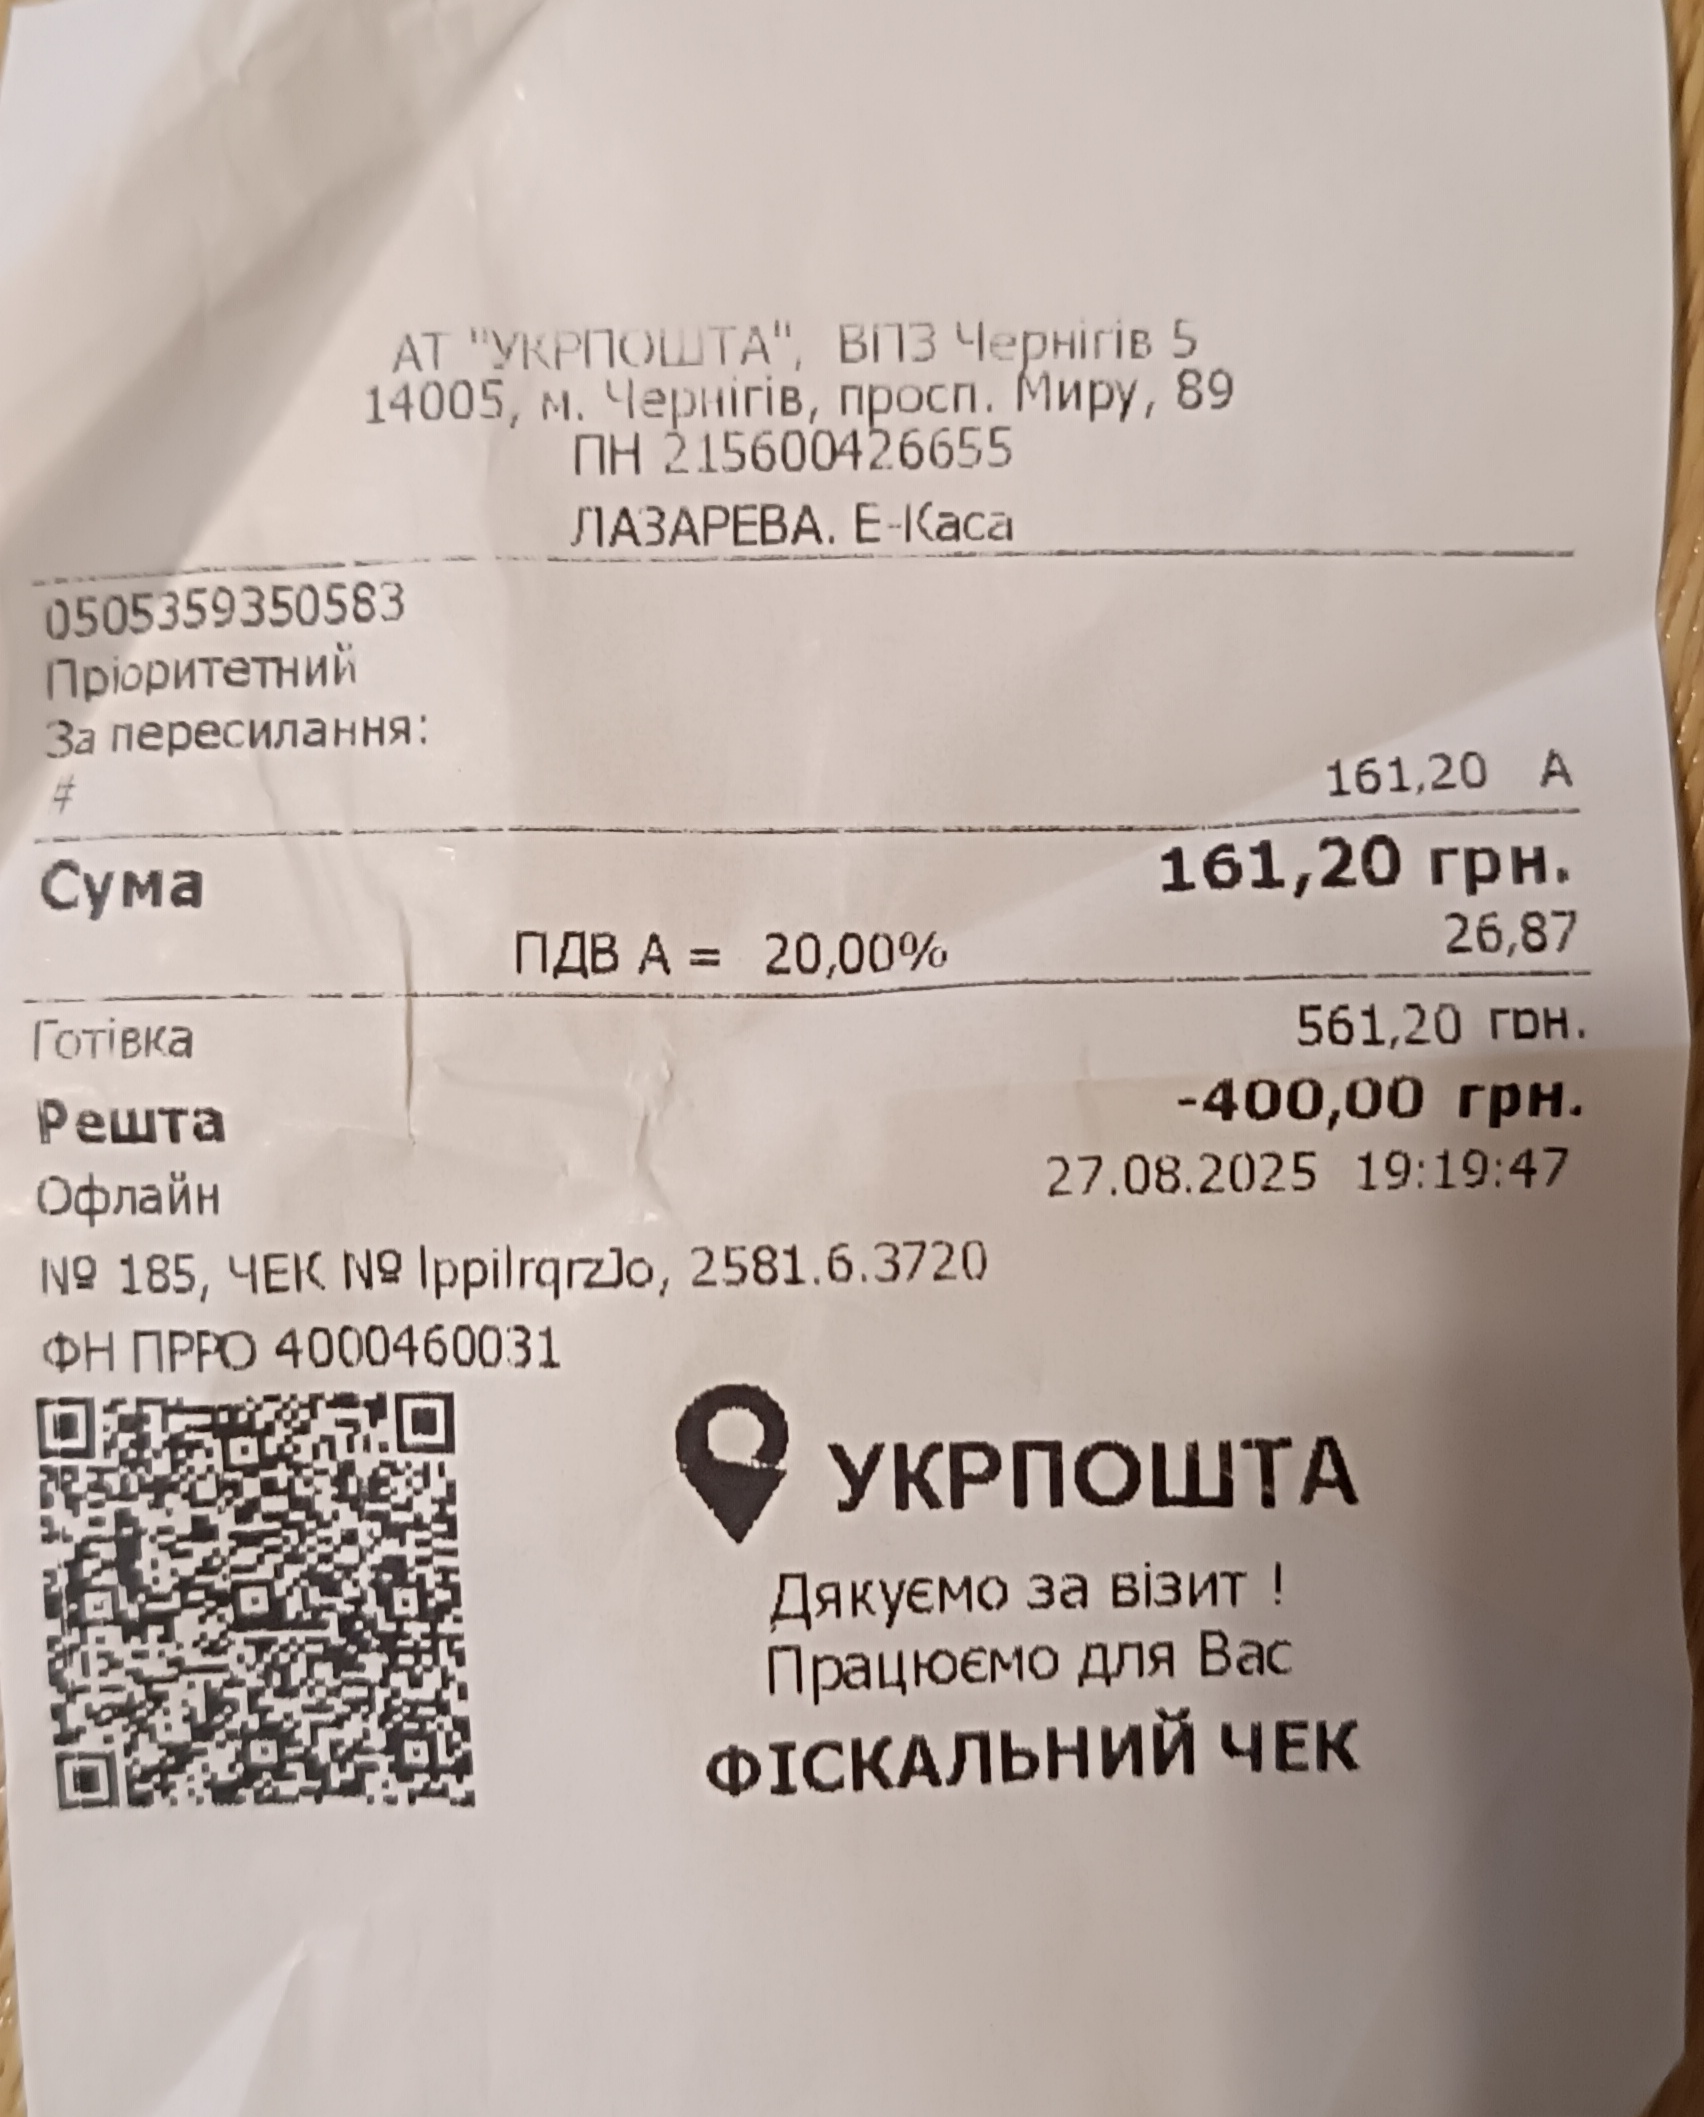 АТ "УКРПОШТА", ВПЗ Чернігів 5
14005, м. Чернігів, просп. Миру, 89
ПН 215600426655
ЛАЗАРЕВА. Е-Каса
0505359350583
Пріоритетний
За пересилання:
# 161,20 А
Сума 161,20 грн.
ПДВ А = 20,00% 26,87
Готівка 561,20 грн.
Решта -400,00 грн.
Офлайн 27.08.2025 19:19:47
№ 185, ЧЕК № 2581.6.3720
ФН ПРРО 4000460031
УКРПОШТА
Дякуємо за візит !
Працюємо для Вас
ФІСКАЛЬНИЙ ЧЕК